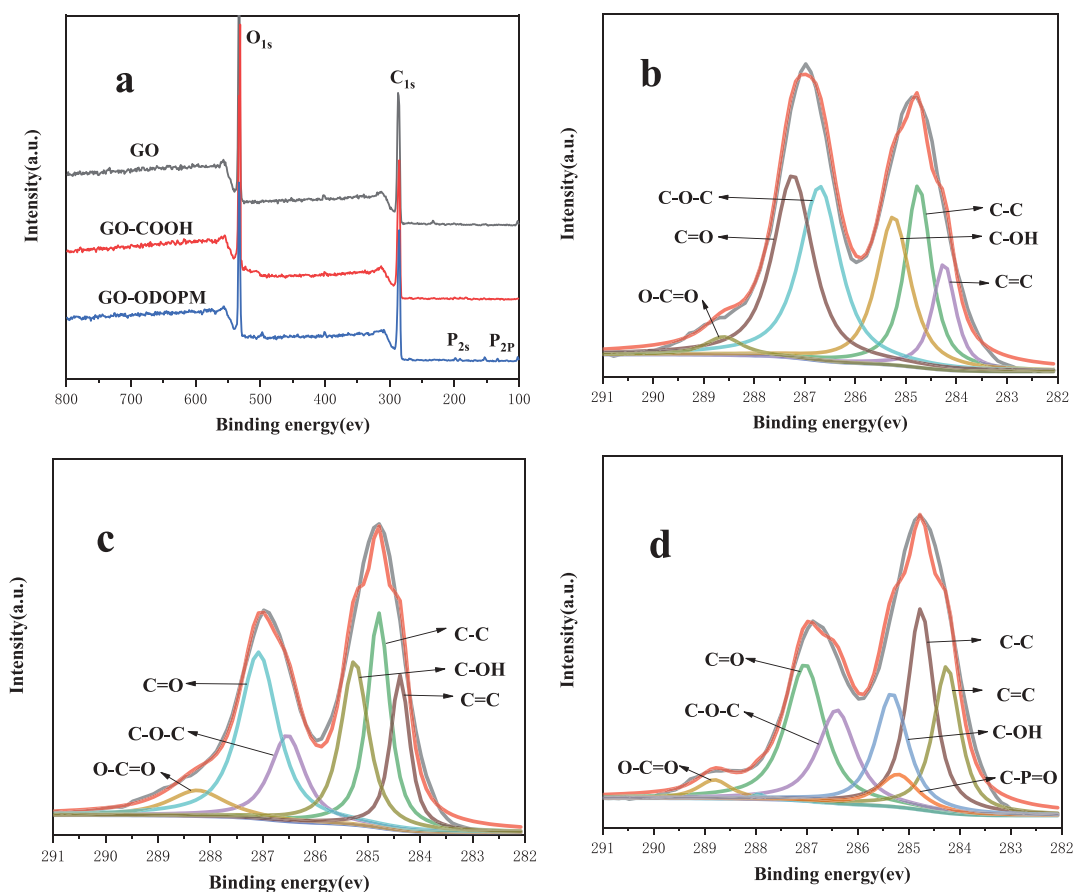 a
O1s
C1s
GO
GO-COOH
GO-ODOPM
P2s
P2P
Intensity(a.u.)
800 700 600 500 400 300 200 100
Binding energy(ev)
b
C-O-C
C=O
O-C=O
C-C
C-OH
C=C
Intensity(a.u.)
291 290 289 288 287 286 285 284 283 282
Binding energy(ev)
c
C=O
C-O-C
O-C=O
C-C
C-OH
C=C
Intensity(a.u.)
291 290 289 288 287 286 285 284 283 282
Binding energy(ev)
d
C=O
C-O-C
O-C=O
C-C
C=C
C-OH
C-P=O
Intensity(a.u.)
291 290 289 288 287 286 285 284 283 282
Binding energy(ev)